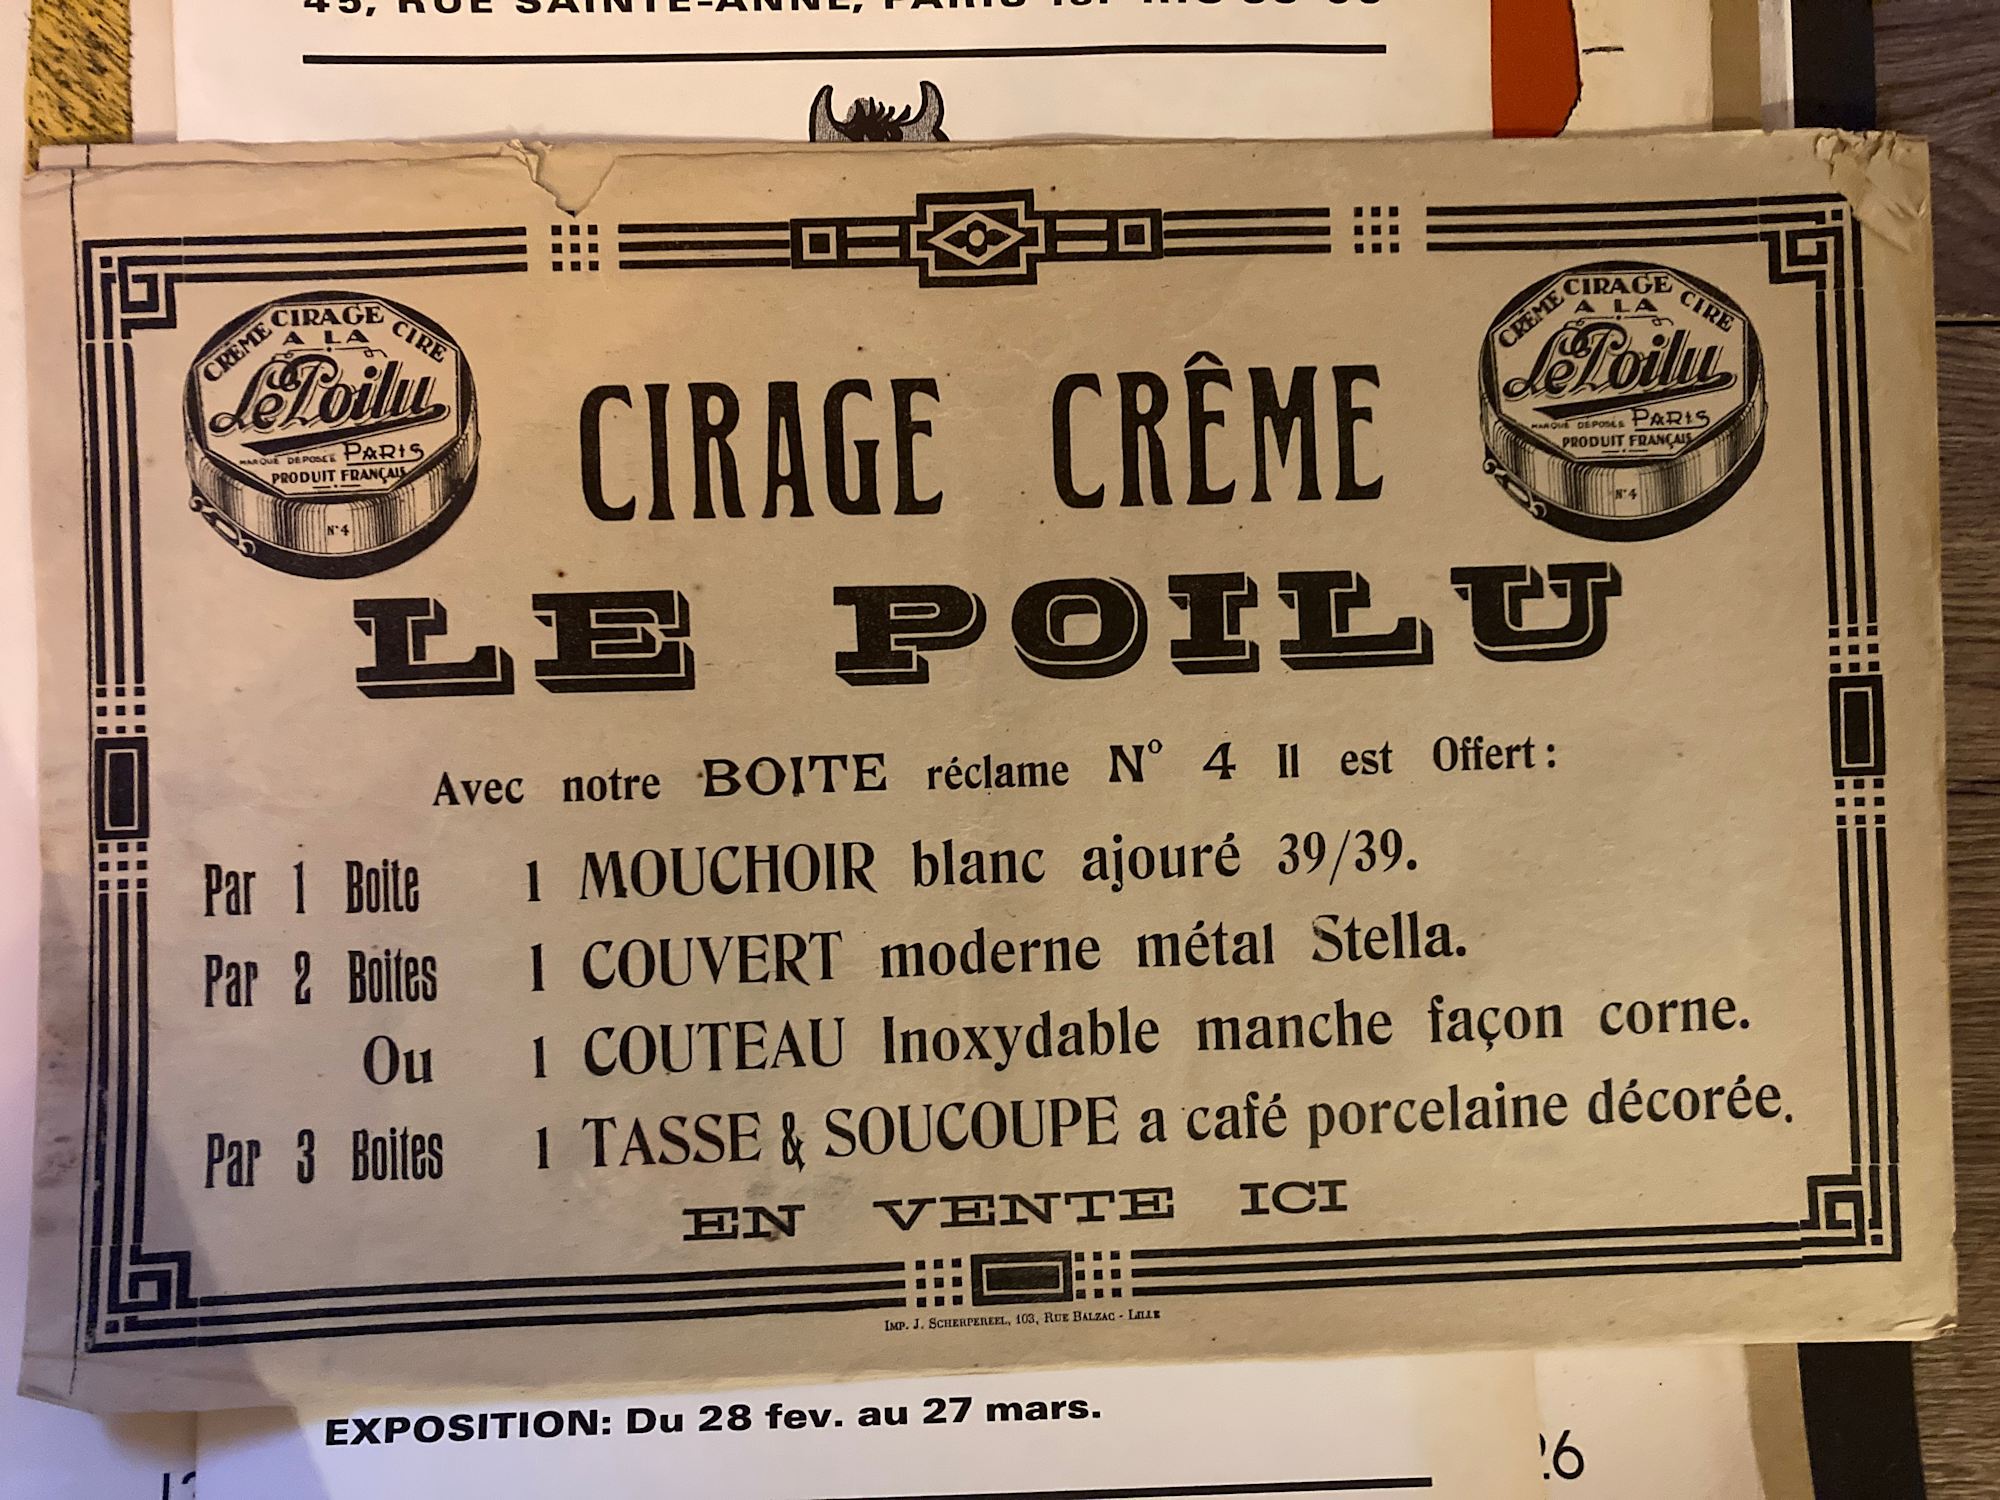 45, RUE SAINTE-ANNE, PARIS 1er
CRÈME CIRAGE CIRE
A LA
Le Poilu
MARQUE DÉPOSÉE PARIS
PRODUIT FRANÇAIS
N°4
CRÈME CIRAGE CIRE
A LA
Le Poilu
MARQUE DÉPOSÉE PARIS
PRODUIT FRANÇAIS
N°4
CIRAGE CRÊME
LE POILU
Avec notre BOITE réclame N° 4 Il est Offert :
Par 1 Boite 1 MOUCHOIR blanc ajouré 39/39.
Par 2 Boites 1 COUVERT moderne métal Stella.
Ou 1 COUTEAU Inoxydable manche façon corne.
Par 3 Boites 1 TASSE & SOUCOUPE a café porcelaine décorée.
EN VENTE ICI
IMP. J. SCHERPEREEL, 103, RUE BALZAC - LILLE
EXPOSITION: Du 28 fev. au 27 mars.